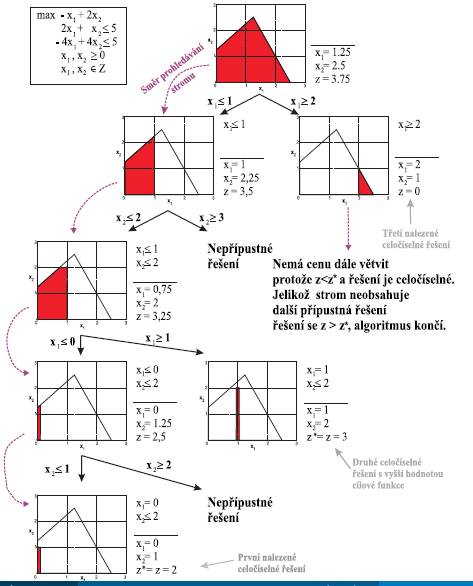 max - x₁ + 2x₂
2x₁ + x₂ ≤ 5
- 4x₁ + 4x₂ ≤ 5
x₁ , x₂ ≥ 0
x₁ , x₂ ∈ Z
x₁ = 1.25
x₂ = 2.5
z = 3.75
Směr prohledávání
stromu
x₁ ≤ 1
x₁ ≥ 2
x₂ ≤ 1
x₁ = 1
x₂ = 2,25
z = 3,5
x₂ ≥ 2
x₁ = 2
x₂ = 1
z = 0
Třetí nalezené
celočíselné řešení
x₂ ≤ 2
x₂ ≥ 3
x₁ ≤ 1
x₂ ≤ 2
x₁ = 0,75
x₂ = 2
z = 3,25
Nepřípustné
řešení
Nemá cenu dále větvit
protože z<z* a řešení je celočíselné.
Jelikož strom neobsahuje
další přípustná řešení
řešení se z > z*, algoritmus končí.
x₁ ≤ 0
x₁ ≥ 1
x₁ ≤ 0
x₂ ≤ 2
x₁ = 0
x₂ = 1.25
z = 2,5
x₁ = 1
x₂ ≤ 2
x₁ = 1
x₂ = 2
z* = z = 3
Druhé celočíselné
řešení s vyšší hodnotou
cílové funkce
x₂ ≤ 1
x₂ ≥ 2
x₁ = 0
x₂ ≤ 2
x₁ = 0
x₂ = 1
z* = z = 2
Nepřípustné
řešení
První nalezené
celočíselné řešení